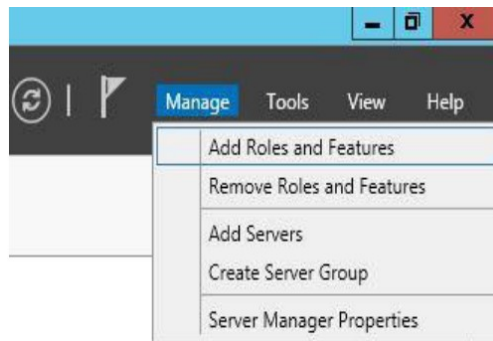 Manage Tools View Help
Add Roles and Features
Remove Roles and Features
Add Servers
Create Server Group
Server Manager Properties